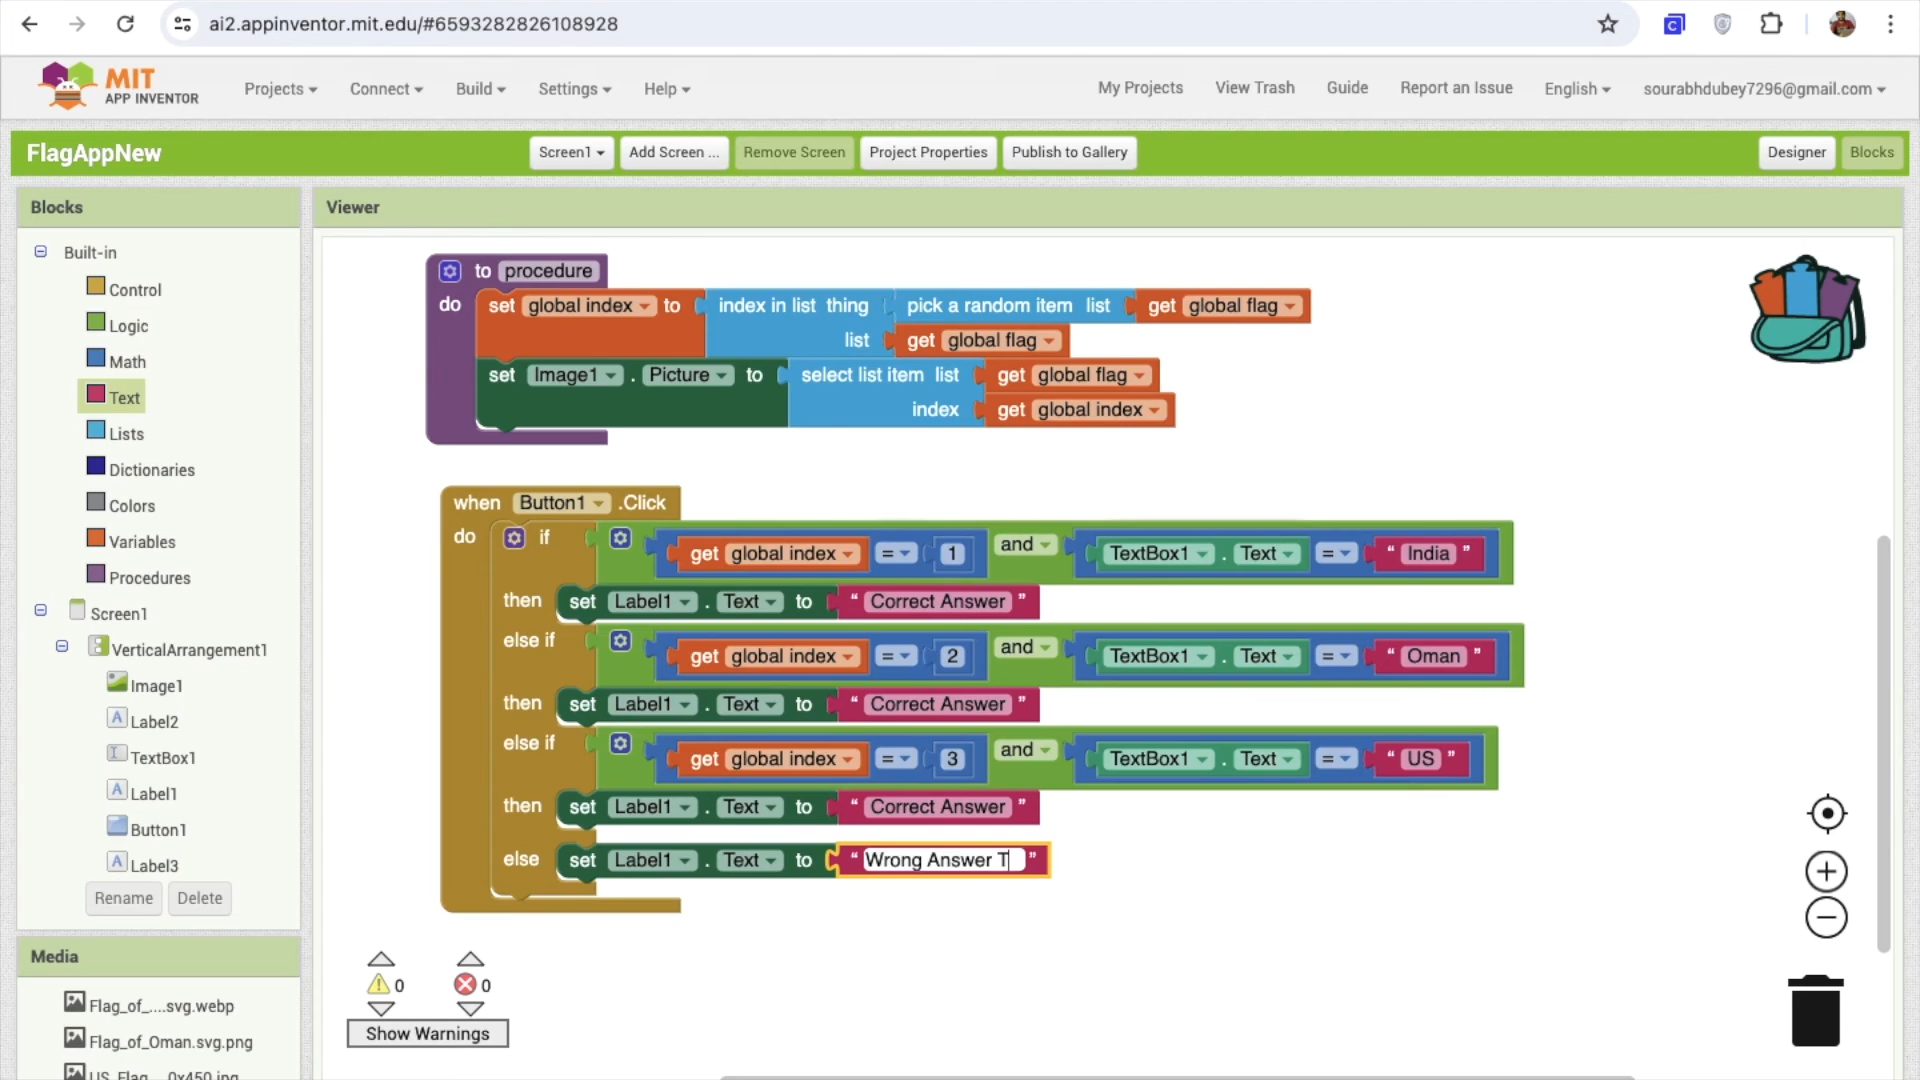 ai2.appinventor.mit.edu/#6593282826108928
MIT
APP INVENTOR
Projects
Connect
Build
Settings
Help
My Projects
View Trash
Guide
Report an Issue
English
sourabhdubey7296@gmail.com
FlagAppNew
Screen1
Add Screen ...
Remove Screen
Project Properties
Publish to Gallery
Designer
Blocks
Blocks
Viewer
Built-in
Control
Logic
Math
Text
Lists
Dictionaries
Colors
Variables
Procedures
Screen1
VerticalArrangement1
Image1
Label2
TextBox1
Label1
Button1
Label3
Rename
Delete
Media
Flag_of_....svg.webp
Flag_of_Oman.svg.png
US_Flag_...0x450.jpg
to procedure
do set global index to index in list thing pick a random item list get global flag
list get global flag
set Image1 . Picture to select list item list get global flag
index get global index
when Button1 .Click
do if get global index = 1 and TextBox1 . Text = " India "
then set Label1 . Text to " Correct Answer "
else if get global index = 2 and TextBox1 . Text = " Oman "
then set Label1 . Text to " Correct Answer "
else if get global index = 3 and TextBox1 . Text = " US "
then set Label1 . Text to " Correct Answer "
else set Label1 . Text to " Wrong Answer T "
0
0
Show Warnings